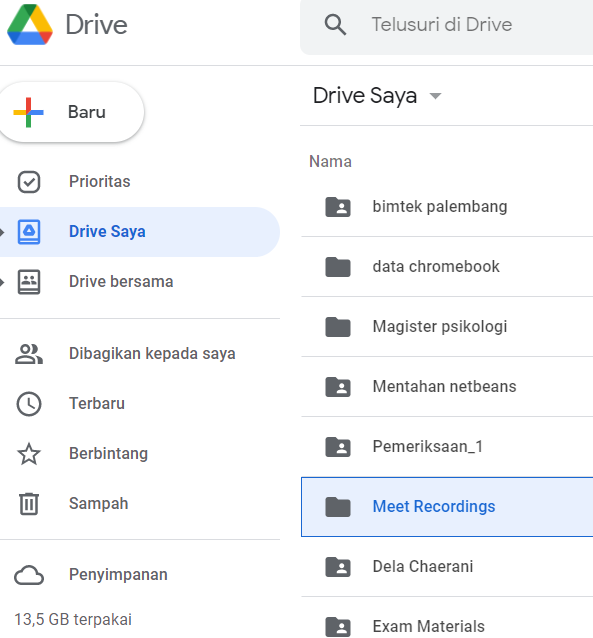 Drive
Telusuri di Drive
Baru
Prioritas
Drive Saya
Drive bersama
Dibagikan kepada saya
Terbaru
Berbintang
Sampah
Penyimpanan
13,5 GB terpakai
Drive Saya
Nama
bimtek palembang
data chromebook
Magister psikologi
Mentahan netbeans
Pemeriksaan_1
Meet Recordings
Dela Chaerani
Exam Materials